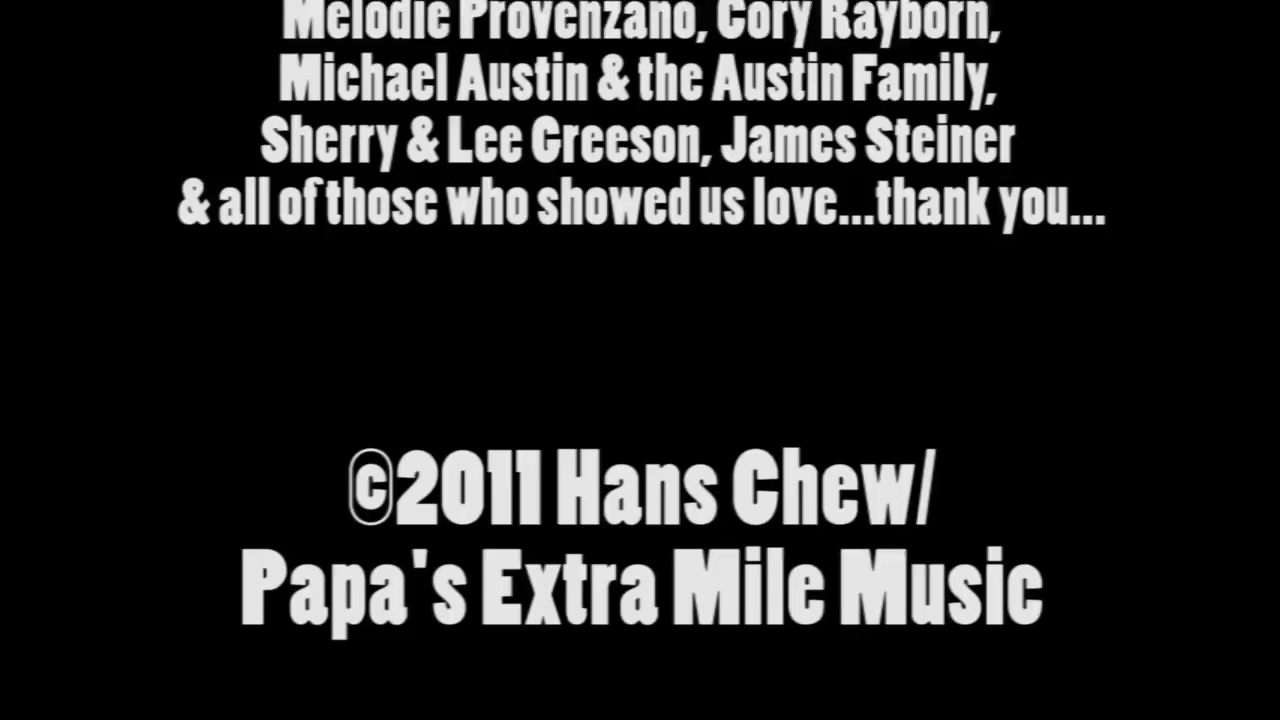 Melodie Provenzano, Cory Rayborn,
Michael Austin & the Austin Family,
Sherry & Lee Greeson, James Steiner
& all of those who showed us love...thank you...
©2011 Hans Chew/
Papa's Extra Mile Music